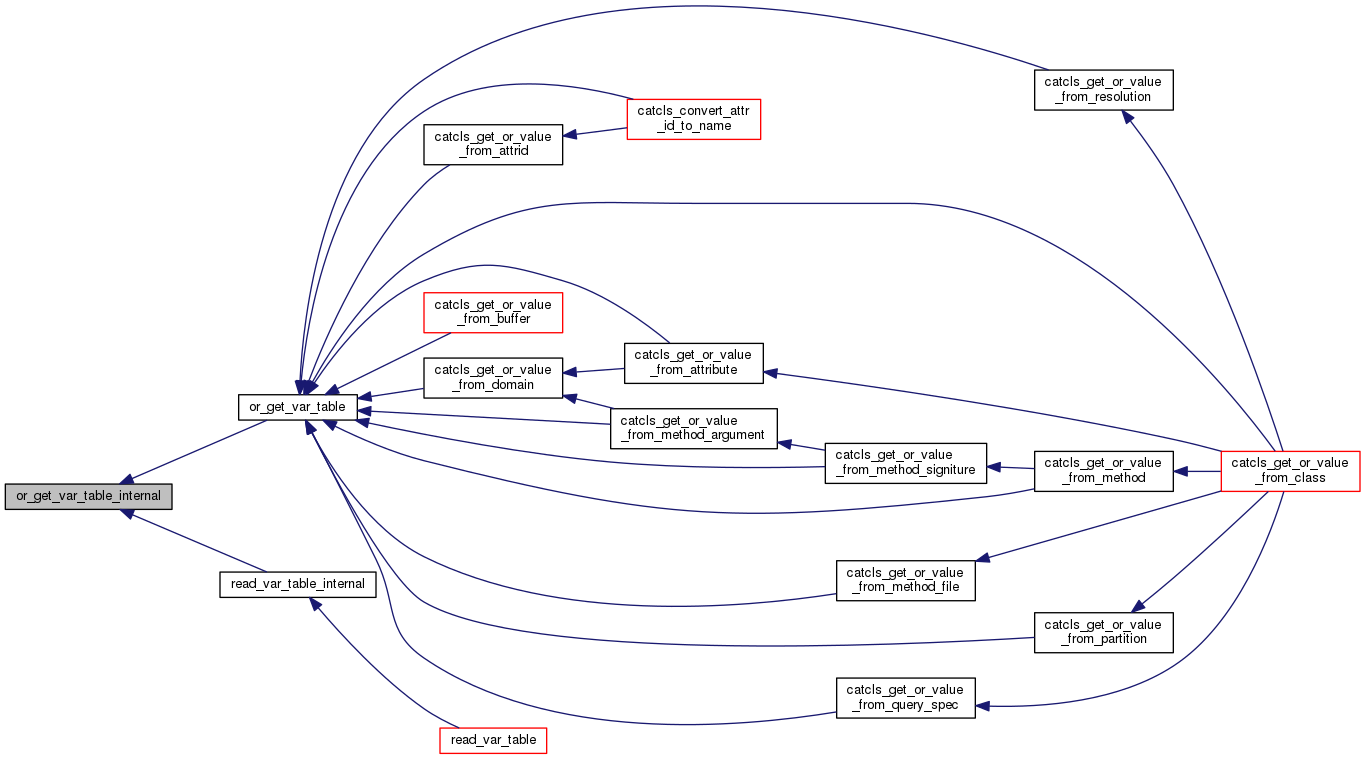 catcls_get_or_value
_from_resolution
catcls_convert_attr
_id_to_name
catcls_get_or_value
_from_attrid
catcls_get_or_value
_from_buffer
catcls_get_or_value
_from_attribute
catcls_get_or_value
_from_domain
or_get_var_table
catcls_get_or_value
_from_method_argument
catcls_get_or_value
_from_method_signiture
catcls_get_or_value
_from_method
catcls_get_or_value
_from_class
or_get_var_table_internal
catcls_get_or_value
_from_method_file
read_var_table_internal
catcls_get_or_value
_from_partition
catcls_get_or_value
_from_query_spec
read_var_table